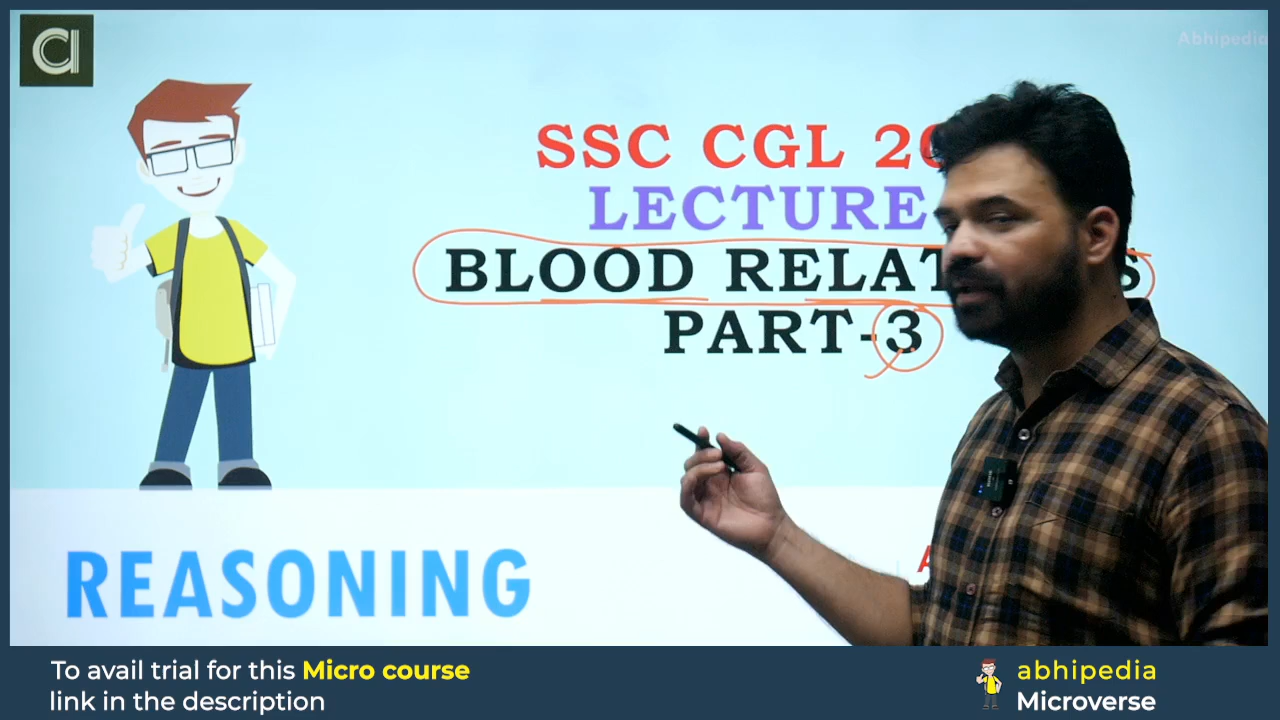 Abhipedia
SSC CGL
LECTURE
BLOOD
PART-3
REASONING
To avail trial for this Micro course
link in the description
abhipedia
Microverse